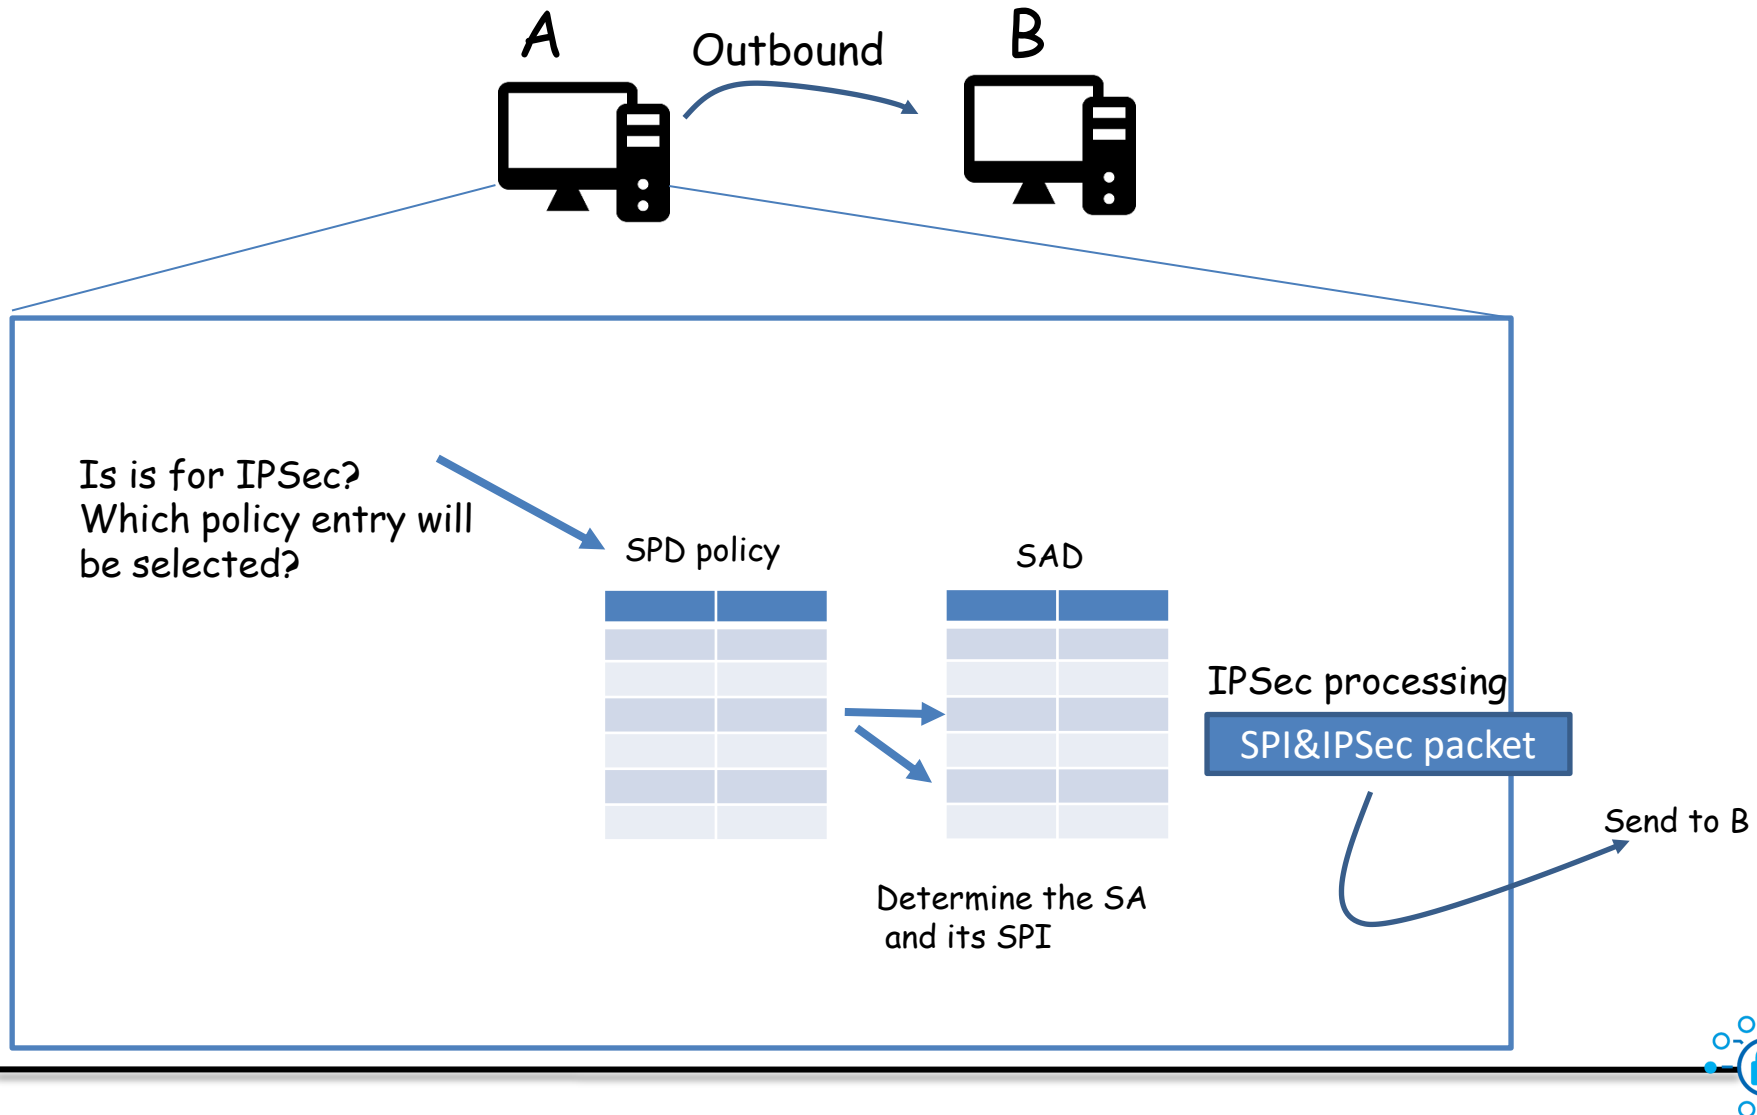 A
Outbound
B
Is is for IPSec?
Which policy entry will
be selected?
SPD policy
SAD
IPSec processing
SPI&IPSec packet
Send to B
Determine the SA
and its SPI